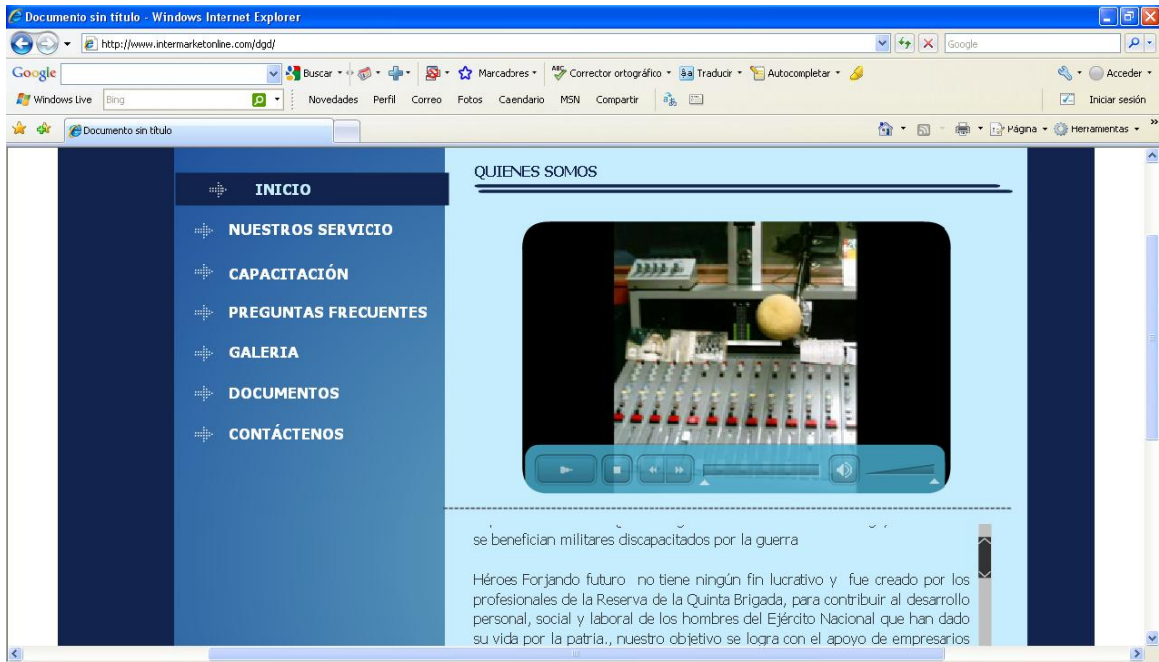 Documento sin título - Windows Internet Explorer
http://www.intermarketonline.com/dgd/
Google
Google
Buscar
Marcadores
ABC
Corrector ortográfico
Traducir
Autocompletar
Acceder
Windows Live
Bing
Novedades
Perfil
Correo
Fotos
Caendario
MSN
Compartir
Iniciar sesión
Documento sin título
Página
Herramientas
INICIO
NUESTROS SERVICIO
CAPACITACIÓN
PREGUNTAS FRECUENTES
GALERIA
DOCUMENTOS
CONTÁCTENOS
QUIENES SOMOS
se benefician militares discapacitados por la guerra
Héroes Forjando futuro no tiene ningún fin lucrativo y fue creado por los
profesionales de la Reserva de la Quinta Brigada, para contribuir al desarrollo
personal, social y laboral de los hombres del Ejército Nacional que han dado
su vida por la patria., nuestro objetivo se logra con el apoyo de empresarios